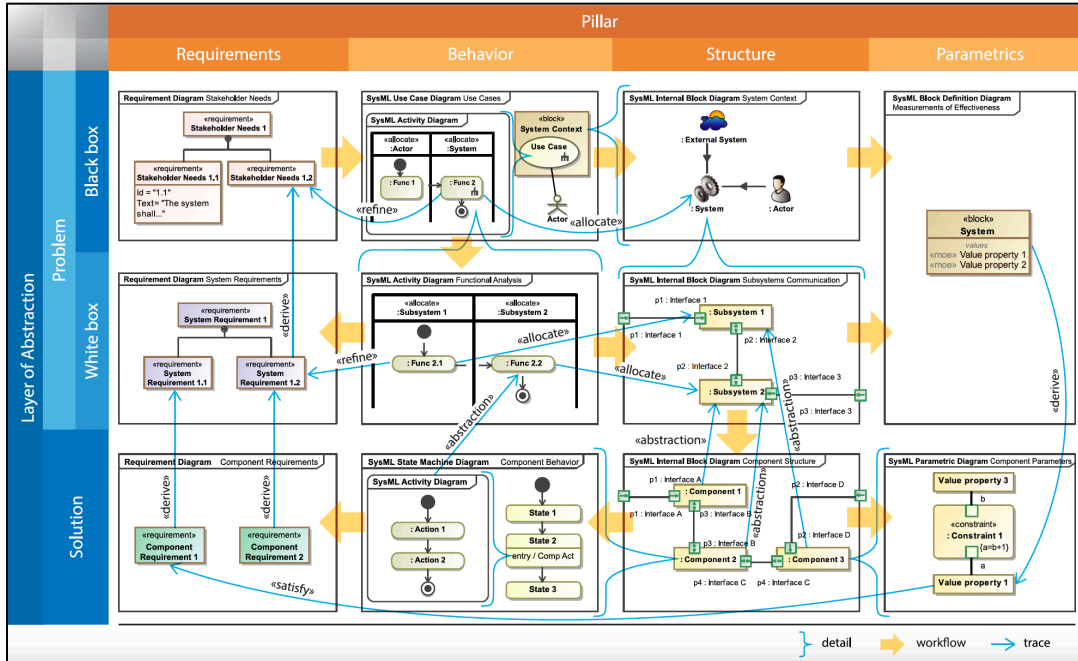 Pillar
Requirements
Behavior
Structure
Parametrics
Layer of Abstraction
Problem
Black box
White box
Solution
Requirement Diagram Stakeholder Needs
«requirement»
Stakeholder Needs 1
«requirement»
Stakeholder Needs 1.1
Id = "1.1"
Text= "The system
shall..."
«requirement»
Stakeholder Needs 1.2
SysML Use Case Diagram Use Cases
SysML Activity Diagram
«allocate»
:Actor
«allocate»
:System
: Func 1
: Func 2
«block»
System Context
Use Case
Actor
«refine»
«allocate»
SysML Internal Block Diagram System Context
: External System
: System
: Actor
SysML Block Definition Diagram
Measurements of Effectiveness
«block»
System
values
«moe» Value property 1
«moe» Value property 2
Requirement Diagram System Requirements
«requirement»
System Requirement 1
«requirement»
System
Requirement 1.1
«requirement»
System
Requirement 1.2
«derive»
«refine»
SysML Activity Diagram Functional Analysis
«allocate»
:Subsystem 1
«allocate»
:Subsystem 2
: Func 2.1
: Func 2.2
«allocate»
«allocate»
«abstraction»
SysML Internal Block Diagram Subsystems Communication
p1 : Interface 1
: Subsystem 1
p1 : Interface 1
p2 : Interface 2
p2 : Interface 2
p3 : Interface 3
: Subsystem 2
p3 : Interface 3
«abstraction»
«abstraction»
«abstraction»
«derive»
Requirement Diagram Component Requirements
«derive»
«derive»
«requirement»
Component
Requirement 1
«requirement»
Component
Requirement 2
«satisfy»
SysML State Machine Diagram Component Behavior
SysML Activity Diagram
: Action 1
: Action 2
State 1
State 2
entry / Comp Act
State 3
SysML Internal Block Diagram Component Structure
p1 : Interface A
: Component 1
p2 : Interface D
p1 : Interface A
p3 : Interface B
p3 : Interface B
p2 : Interface D
: Component 2
: Component 3
p4 : Interface C
p4 : Interface C
SysML Parametric Diagram Component Parameters
Value property 3
b
«constraint»
: Constraint 1
{a=b+1}
a
Value property 1
detail
workflow
trace